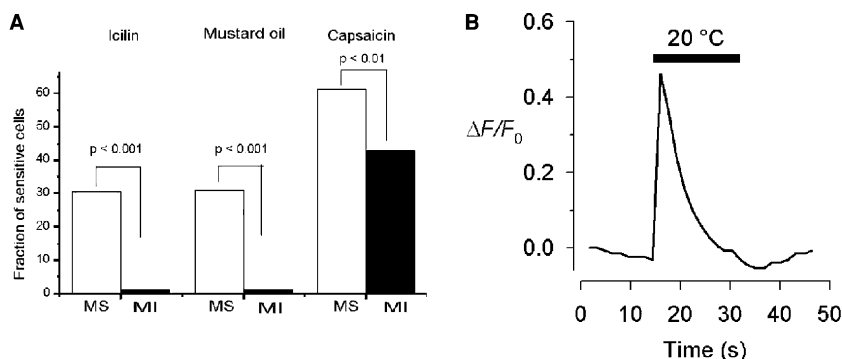 A
Icilin Mustard oil Capsaicin
p < 0.01
p < 0.001 p < 0.001
Fraction of sensitive cells
60
50
40
30
20
10
0
MS MI MS MI MS MI
B
20 °C
ΔF/F0
0.6
0.4
0.2
0.0
0 10 20 30 40 50
Time (s)